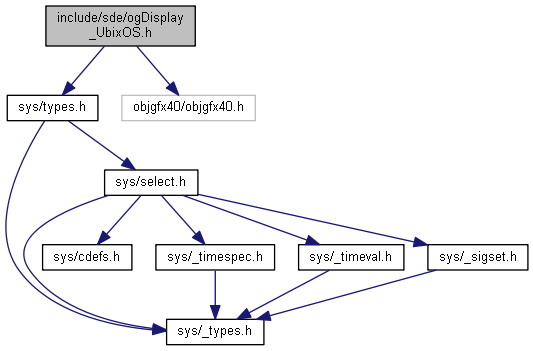 include/sde/ogDisplay
_UbixOS.h
sys/types.h
objgfx40/objgfx40.h
sys/select.h
sys/cdefs.h
sys/_timespec.h
sys/_timeval.h
sys/_sigset.h
sys/_types.h